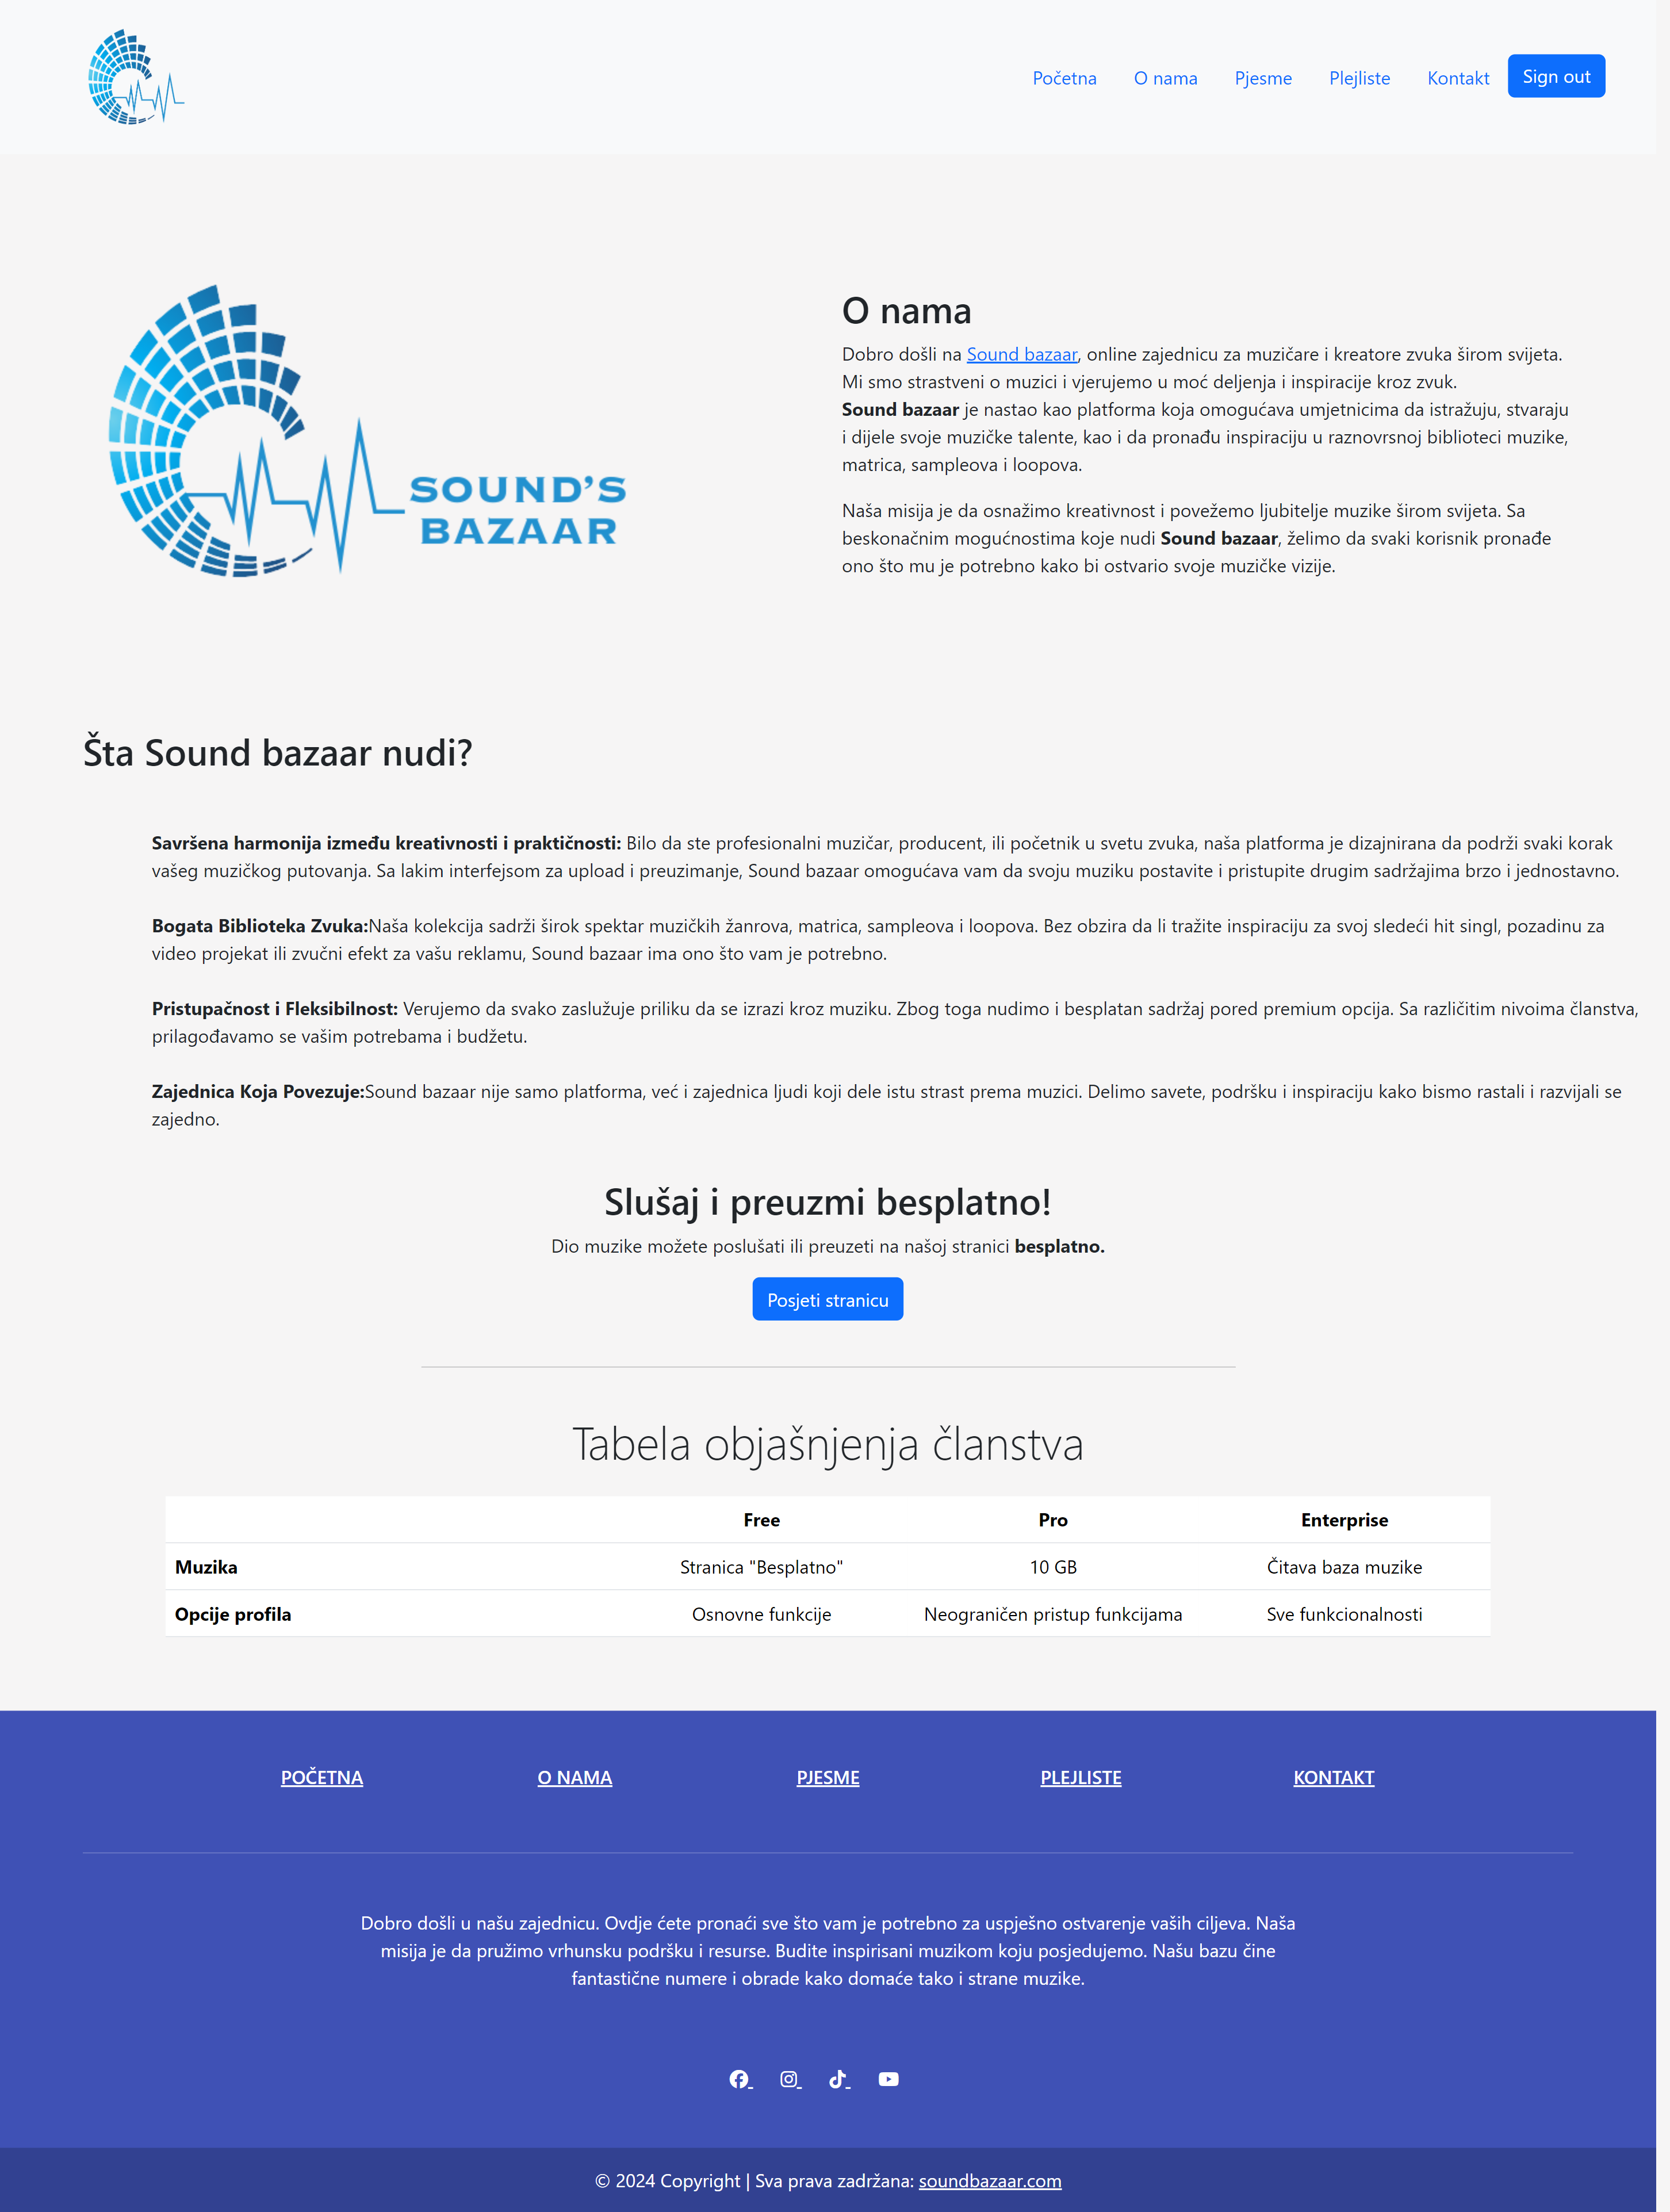 Početna O nama Pjesme Plejliste Kontakt Sign out
SOUND'S
BAZAAR
O nama
Dobro došli na Sound bazaar, online zajednicu za muzičare i kreatore zvuka širom svijeta.
Mi smo strastveni o muzici i vjerujemo u moć deljenja i inspiracije kroz zvuk.
Sound bazaar je nastao kao platforma koja omogućava umjetnicima da istražuju, stvaraju
i dijele svoje muzičke talente, kao i da pronađu inspiraciju u raznovrsnoj biblioteci muzike,
matrica, sampleova i loopova.
Naša misija je da osnažimo kreativnost i povežemo ljubitelje muzike širom svijeta. Sa
beskonačnim mogućnostima koje nudi Sound bazaar, želimo da svaki korisnik pronađe
ono što mu je potrebno kako bi ostvario svoje muzičke vizije.
Šta Sound bazaar nudi?
Savršena harmonija između kreativnosti i praktičnosti: Bilo da ste profesionalni muzičar, producent, ili početnik u svetu zvuka, naša platforma je dizajnirana da podrži svaki korak
vašeg muzičkog putovanja. Sa lakim interfejsom za upload i preuzimanje, Sound bazaar omogućava vam da svoju muziku postavite i pristupite drugim sadržajima brzo i jednostavno.
Bogata Biblioteka Zvuka:Naša kolekcija sadrži širok spektar muzičkih žanrova, matrica, sampleova i loopova. Bez obzira da li tražite inspiraciju za svoj sledeći hit singl, pozadinu za
video projekat ili zvučni efekt za vašu reklamu, Sound bazaar ima ono što vam je potrebno.
Pristupačnost i Fleksibilnost: Verujemo da svako zaslužuje priliku da se izrazi kroz muziku. Zbog toga nudimo i besplatan sadržaj pored premium opcija. Sa različitim nivoima članstva,
prilagođavamo se vašim potrebama i budžetu.
Zajednica Koja Povezuje:Sound bazaar nije samo platforma, već i zajednica ljudi koji dele istu strast prema muzici. Delimo savete, podršku i inspiraciju kako bismo rastali i razvijali se
zajedno.
Slušaj i preuzmi besplatno!
Dio muzike možete poslušati ili preuzeti na našoj stranici besplatno.
Posjeti stranicu
Tabela objašnjenja članstva
Free Pro Enterprise
Muzika Stranica "Besplatno" 10 GB Čitava baza muzike
Opcije profila Osnovne funkcije Neograničen pristup funkcijama Sve funkcionalnosti
POČETNA O NAMA PJESME PLEJLISTE KONTAKT
Dobro došli u našu zajednicu. Ovdje ćete pronaći sve što vam je potrebno za uspješno ostvarenje vaših ciljeva. Naša
misija je da pružimo vrhunsku podršku i resurse. Budite inspirisani muzikom koju posjedujemo. Našu bazu čine
fantastične numere i obrade kako domaće tako i strane muzike.
© 2024 Copyright | Sva prava zadržana: soundbazaar.com